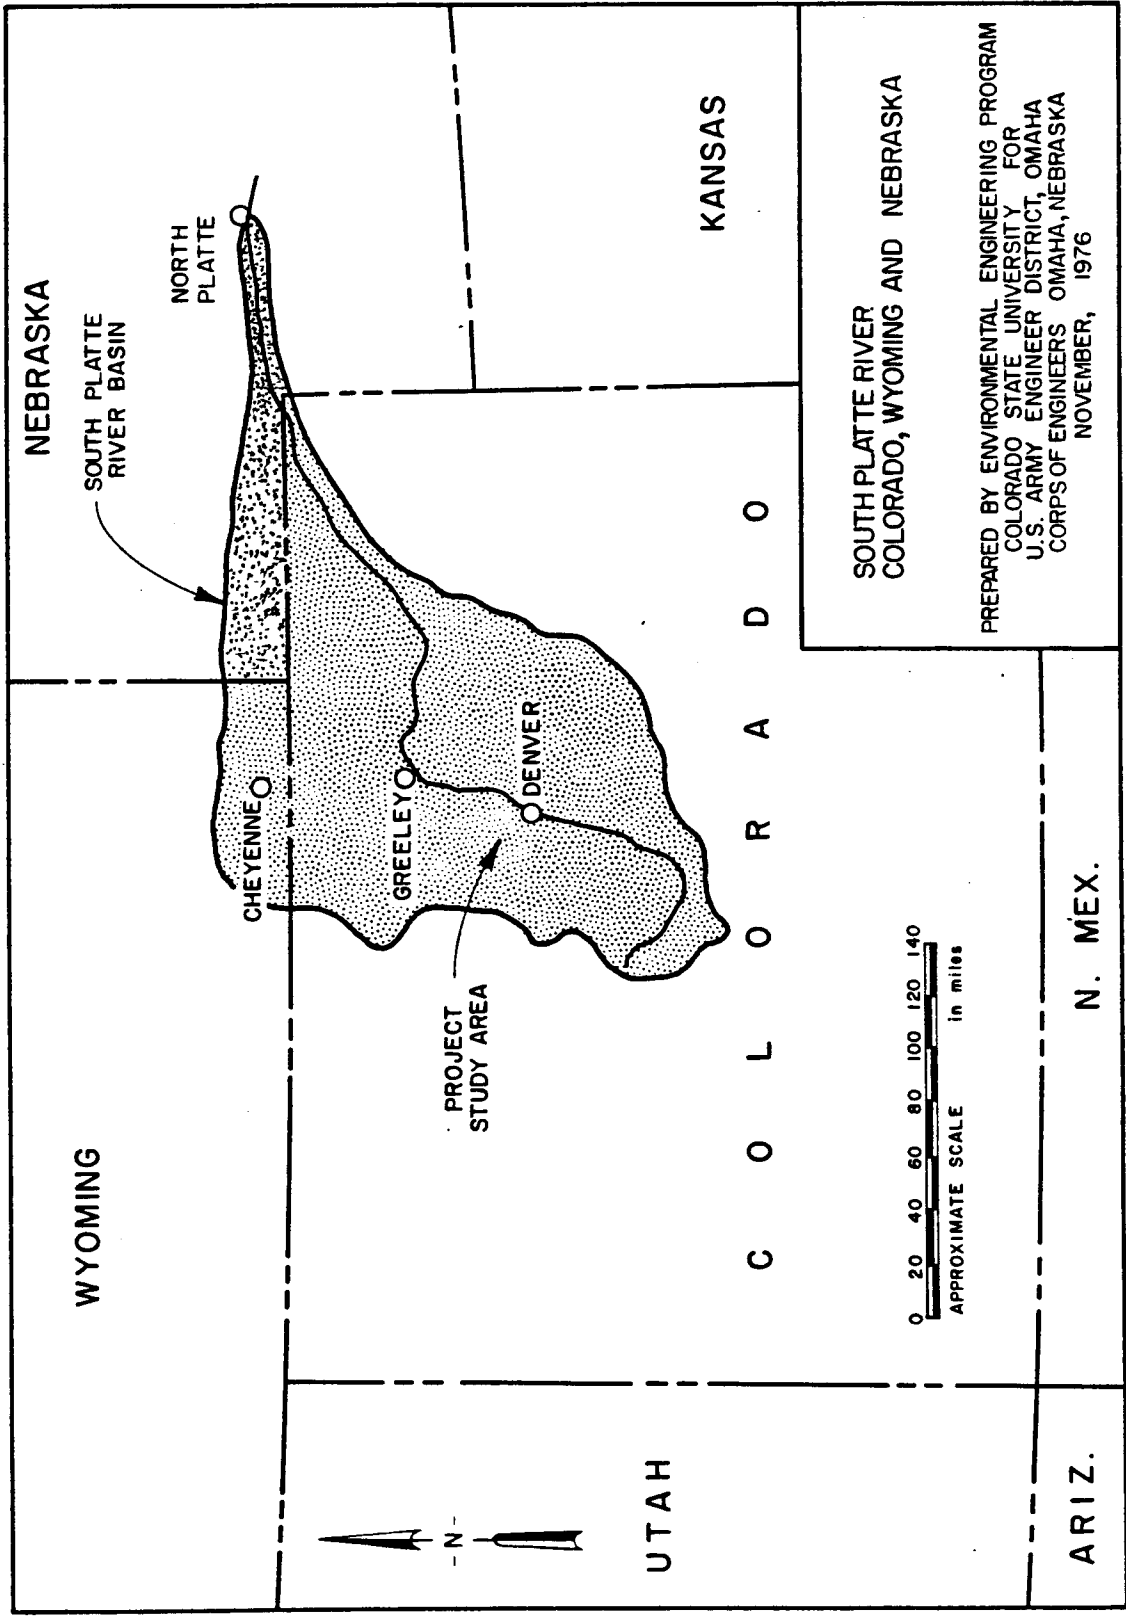 WYOMING
NEBRASKA
SOUTH PLATTE
RIVER BASIN
NORTH
PLATTE
CHEYENNE
GREELEY
DENVER
PROJECT
STUDY AREA
KANSAS
-N-
UTAH
COLORADO
0 20 40 60 80 100 120 140
APPROXIMATE SCALE in miles
ARIZ.
N. MEX.
SOUTH PLATTE RIVER
COLORADO, WYOMING AND NEBRASKA
PREPARED BY ENVIRONMENTAL ENGINEERING PROGRAM
COLORADO STATE UNIVERSITY FOR
U.S. ARMY ENGINEER DISTRICT, OMAHA
CORPS OF ENGINEERS OMAHA, NEBRASKA
NOVEMBER, 1976